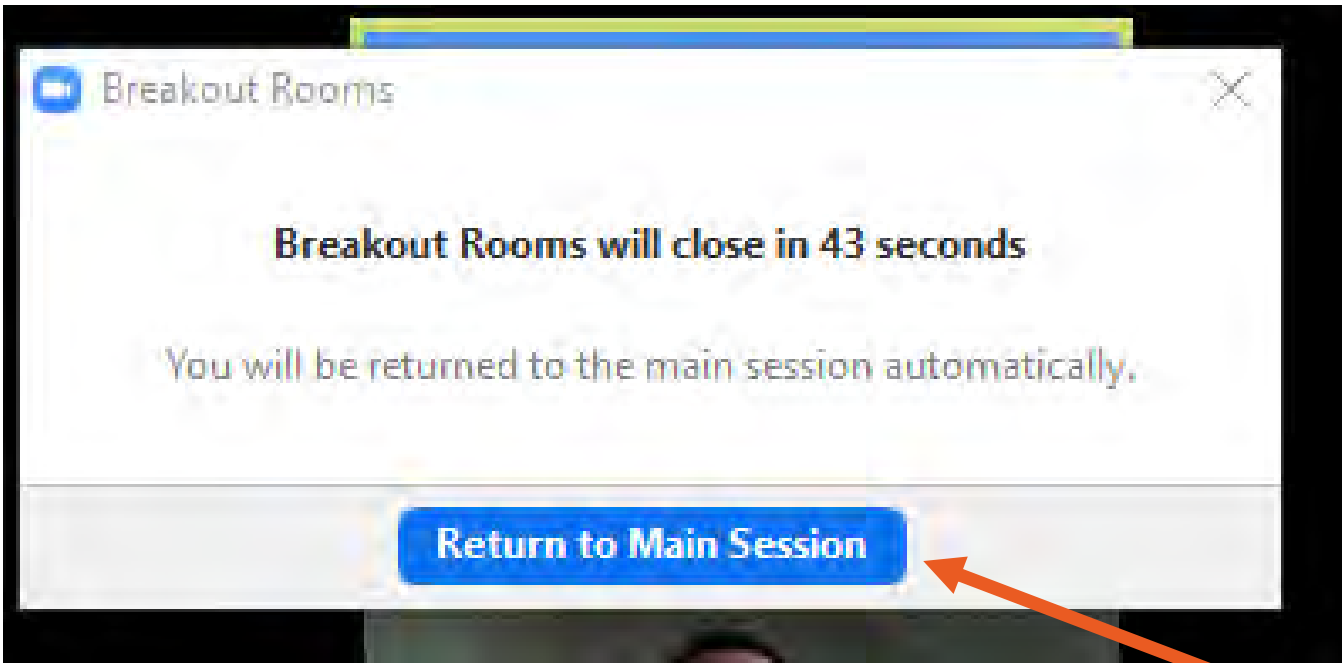 Breakout Rooms
Breakout Rooms will close in 43 seconds
You will be returned to the main session automatically.
Return to Main Session